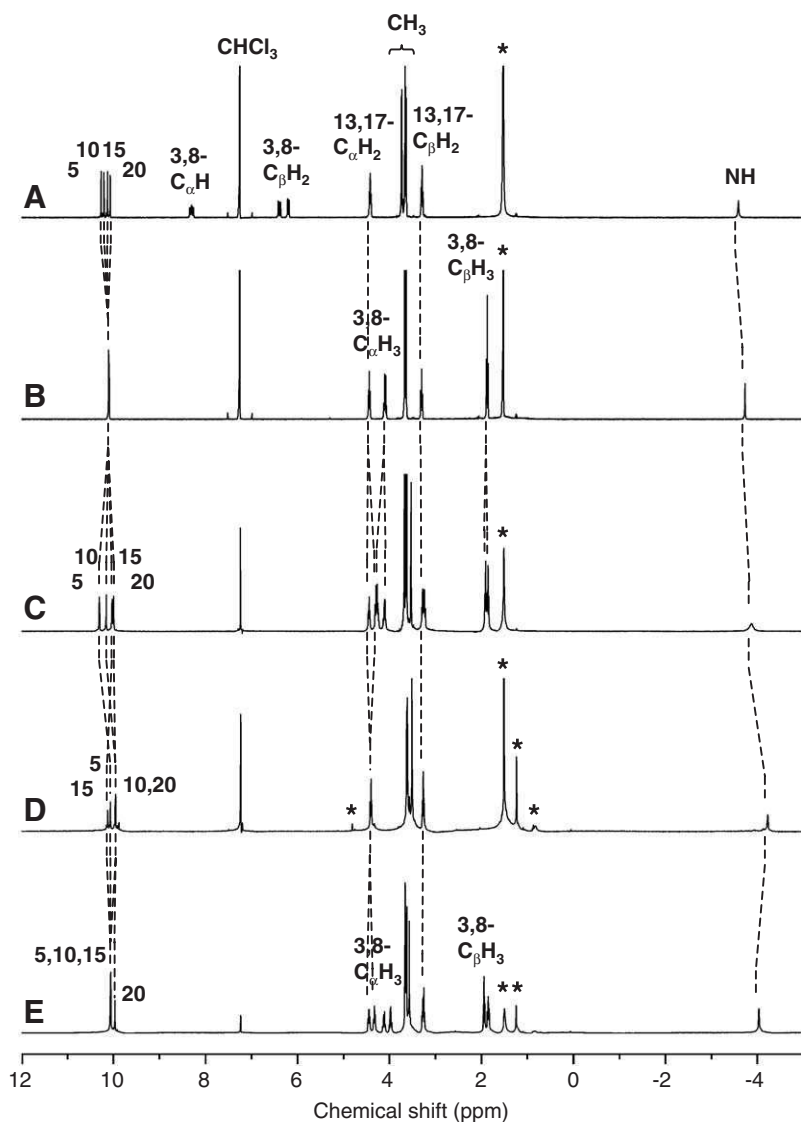 CHCl₃
CH₃
*
10 15
5 20
3,8-
CαH
3,8-
CβH₂
13,17-
CαH₂
13,17-
CβH₂
NH
A
3,8-
CβH₃
*
3,8-
CαH₃
B
10 15
5 20
*
C
*
*
5
15 10,20
*
*
D
5,10,15
20
3,8-
CαH₃
3,8-
CβH₃
* *
E
12 10 8 6 4 2 0 -2 -4
Chemical shift (ppm)